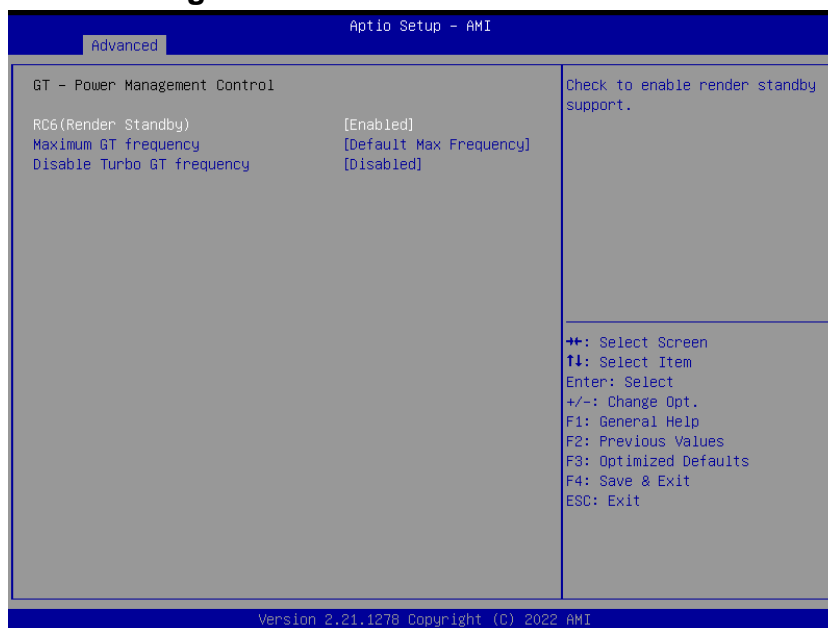 Aptio Setup – AMI
Advanced
GT – Power Management Control
RC6(Render Standby) [Enabled]
Maximum GT frequency [Default Max Frequency]
Disable Turbo GT frequency [Disabled]
Check to enable render standby
support.
→←: Select Screen
↑↓: Select Item
Enter: Select
+/-: Change Opt.
F1: General Help
F2: Previous Values
F3: Optimized Defaults
F4: Save & Exit
ESC: Exit
Version 2.21.1278 Copyright (C) 2022 AMI